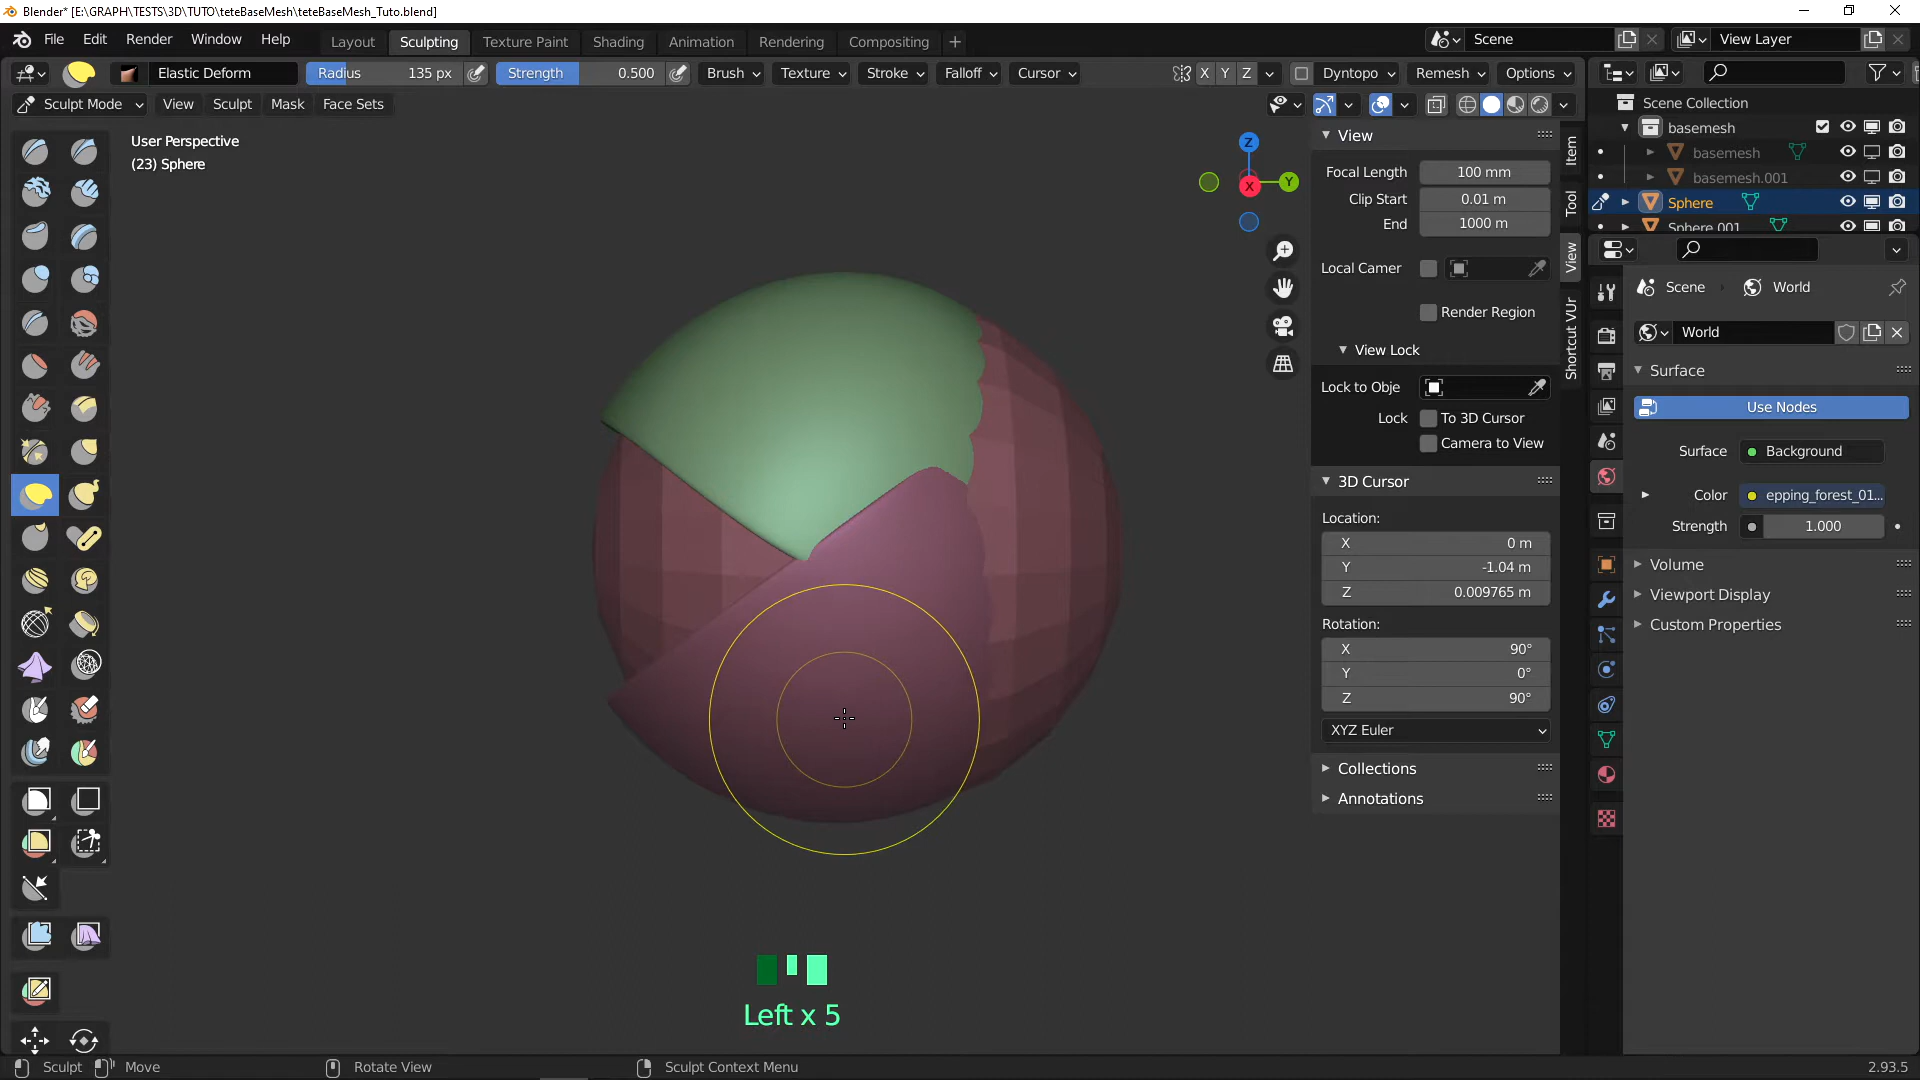 Blender* [E:\GRAPH\TESTS\3D\TUTO\teteBaseMesh\teteBaseMesh_Tuto.blend]
File Edit Render Window Help Layout Sculpting Texture Paint Shading Animation Rendering Compositing + Scene View Layer
Elastic Deform Radius 135 px Strength 0.500 Brush Texture Stroke Falloff Cursor X Y Z Dyntopo Remesh Options
Sculpt Mode View Sculpt Mask Face Sets
User Perspective
(23) Sphere
Z
Y
X
View
Focal Length 100 mm
Clip Start 0.01 m
End 1000 m
Local Camer
Render Region
View Lock
Lock to Obje
Lock To 3D Cursor
Camera to View
3D Cursor
Location:
X 0 m
Y -1.04 m
Z 0.009765 m
Rotation:
X 90°
Y 0°
Z 90°
XYZ Euler
Collections
Annotations
Item
Tool
View
Shortcut VUr
Scene Collection
basemesh
basemesh
basemesh.001
Sphere
Sphere.001
Scene World
World
Surface
Use Nodes
Surface Background
Color epping_forest_01...
Strength 1.000
Volume
Viewport Display
Custom Properties
Left x 5
Sculpt Move Rotate View Sculpt Context Menu 2.93.5